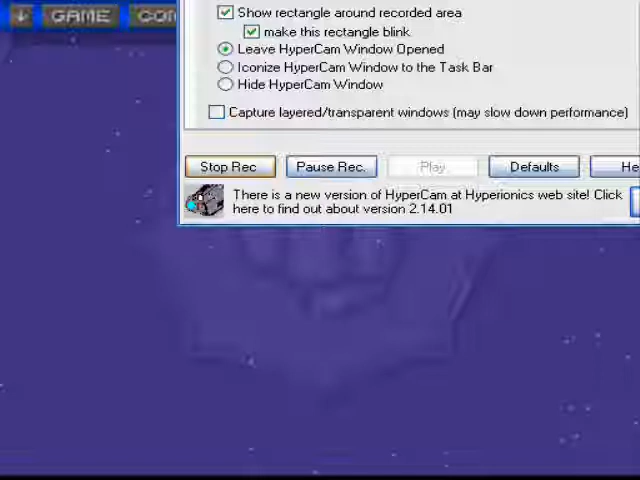 GAME
Show rectangle around recorded area
make this rectangle blink
Leave HyperCam Window Opened
Iconize HyperCam Window to the Task Bar
Hide HyperCam Window
Capture layered/transparent windows (may slow down performance)
Stop Rec Pause Rec. Play Defaults He
There is a new version of HyperCam at Hyperionics web site! Click
here to find out about version 2.14.01